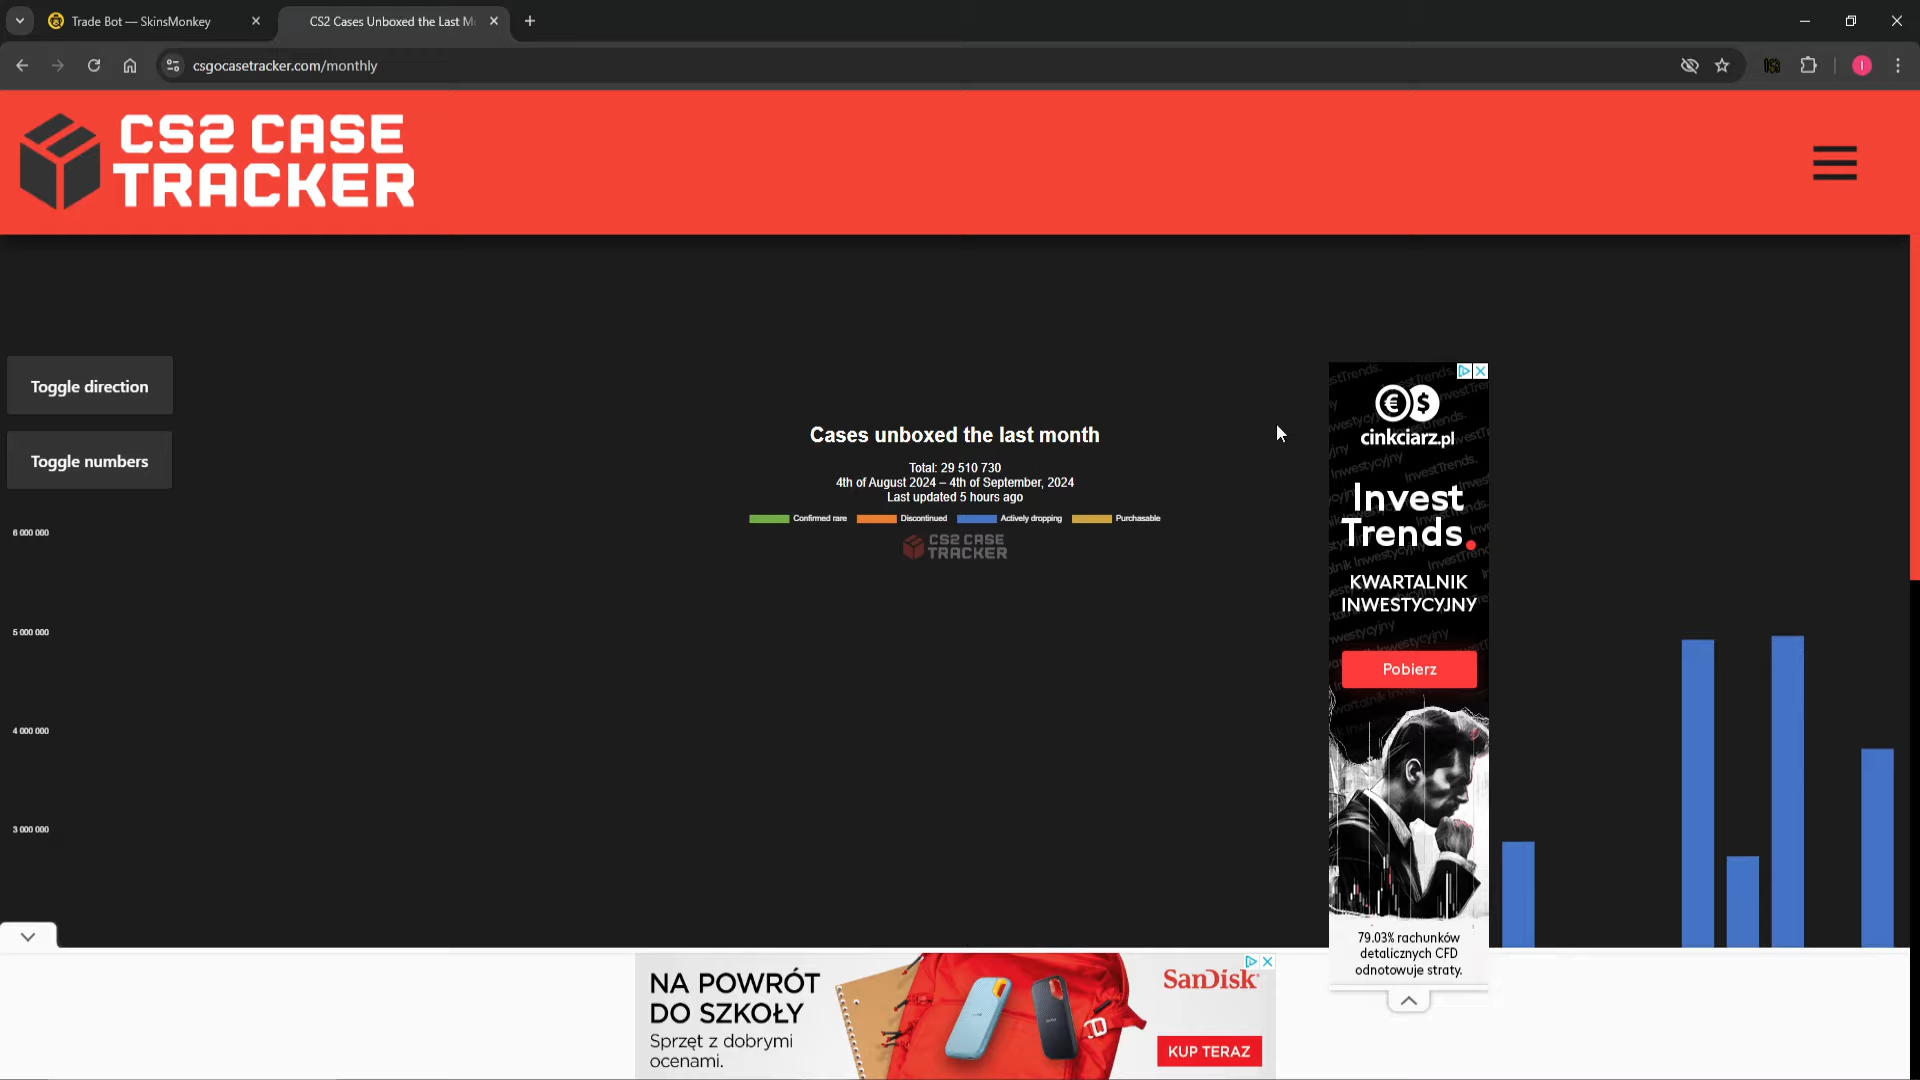 Trade Bot — SkinsMonkey
CS2 Cases Unboxed the Last M
csgocasetracker.com/monthly
CS2 CASE
TRACKER
Toggle direction
Toggle numbers
Cases unboxed the last month
Total: 29 510 730
4th of August 2024 – 4th of September, 2024
Last updated 5 hours ago
Confirmed rare
Discontinued
Actively dropping
Purchasable
CS2 CASE
TRACKER
6 000 000
5 000 000
4 000 000
3 000 000
cinkciarz.pl
Invest
Trends.
KWARTALNIK
INWESTYCYJNY
Pobierz
79.03% rachunków
detalicznych CFD
odnotowuje straty.
NA POWRÓT
DO SZKOŁY
Sprzęt z dobrymi
ocenami.
SanDisk
KUP TERAZ